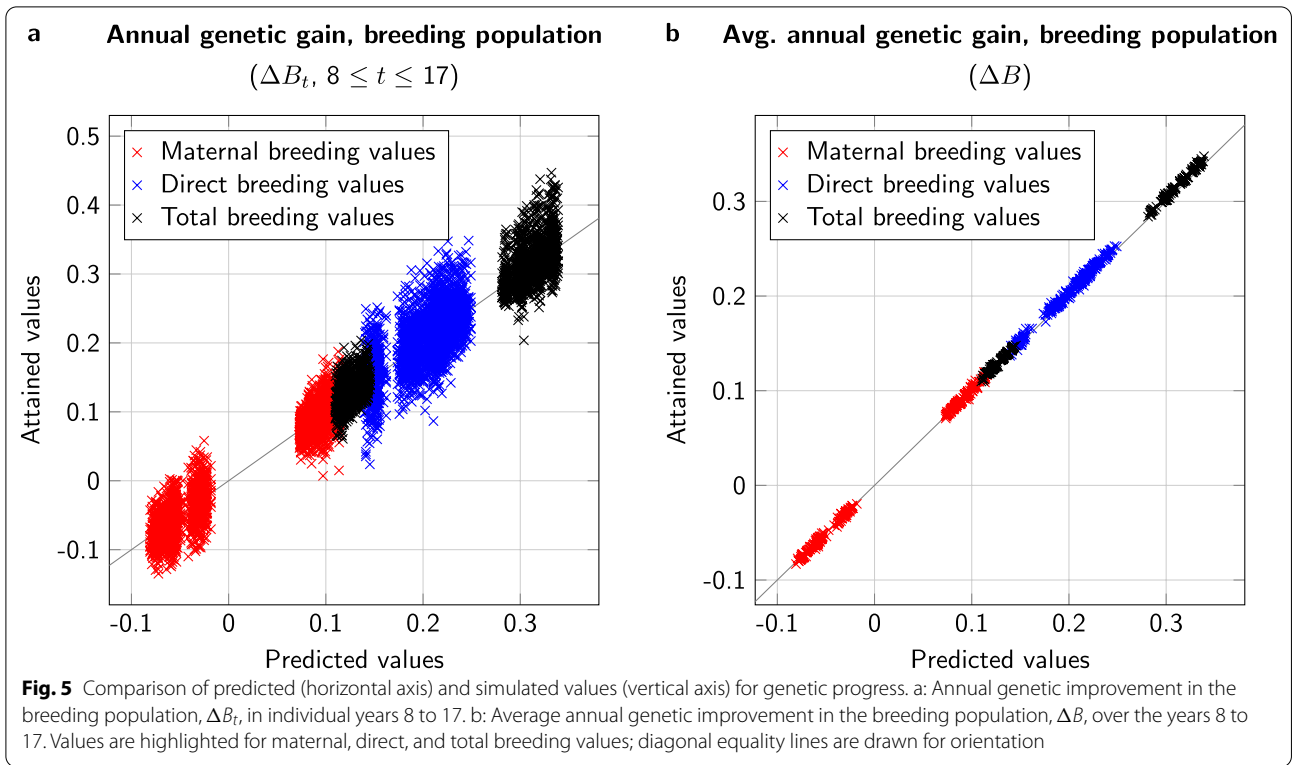 a Annual genetic gain, breeding population
(ΔB_t, 8 ≤ t ≤ 17)
0.5
0.4
0.3
0.2
0.1
0
-0.1
Attained values
Maternal breeding values
Direct breeding values
Total breeding values
-0.1 0 0.1 0.2 0.3
Predicted values
b Avg. annual genetic gain, breeding population
(ΔB)
0.3
0.2
0.1
0
-0.1
Attained values
Maternal breeding values
Direct breeding values
Total breeding values
-0.1 0 0.1 0.2 0.3
Predicted values
Fig. 5 Comparison of predicted (horizontal axis) and simulated values (vertical axis) for genetic progress. a: Annual genetic improvement in the
breeding population, ΔB_t, in individual years 8 to 17. b: Average annual genetic improvement in the breeding population, ΔB, over the years 8 to
17. Values are highlighted for maternal, direct, and total breeding values; diagonal equality lines are drawn for orientation